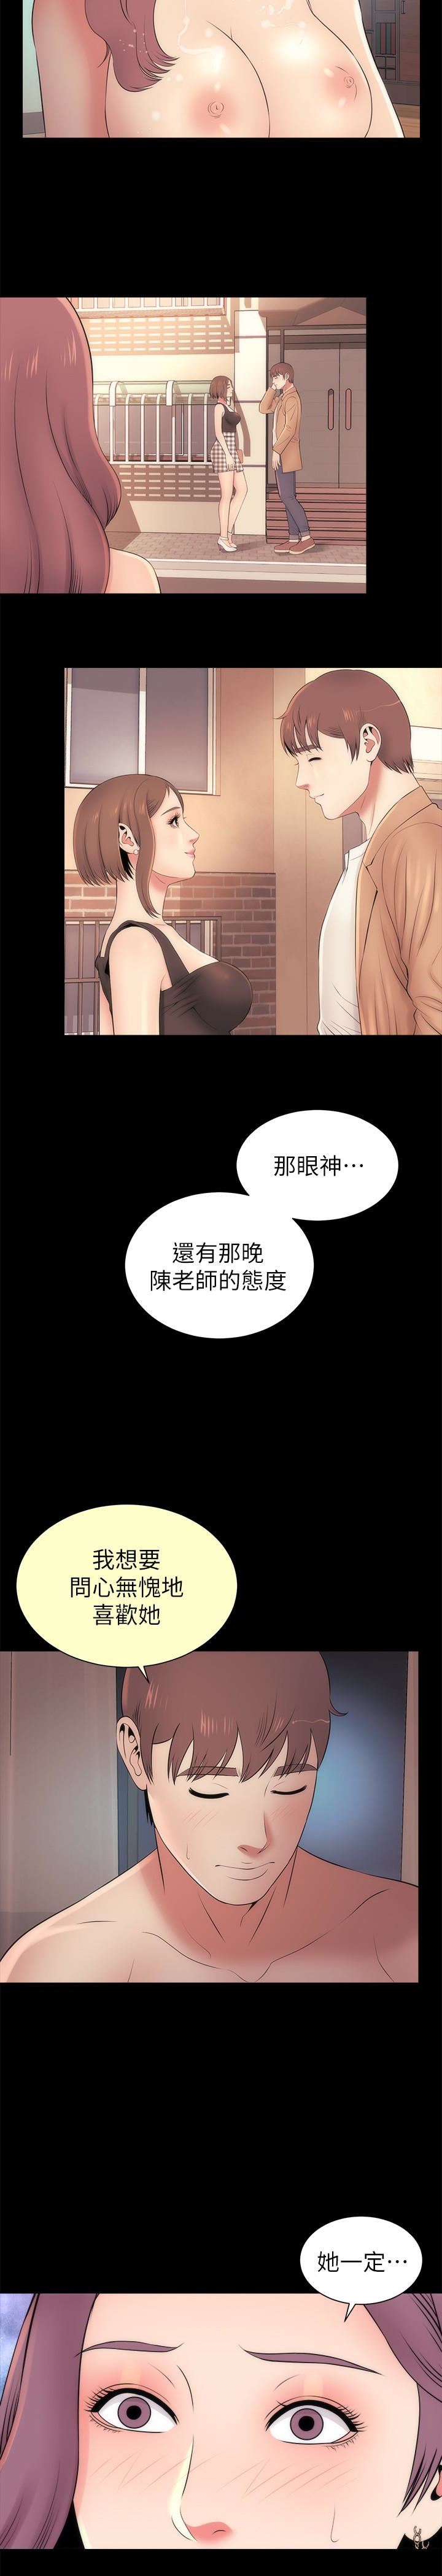 那眼神…
還有那晚
陳老師的態度
我想要
問心無愧地
喜歡她
她一定…